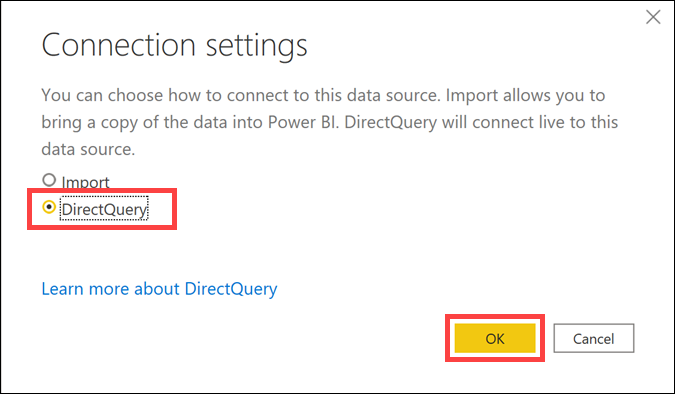 Connection settings
You can choose how to connect to this data source. Import allows you to
bring a copy of the data into Power BI. DirectQuery will connect live to this
data source.
Import
DirectQuery
Learn more about DirectQuery
OK
Cancel